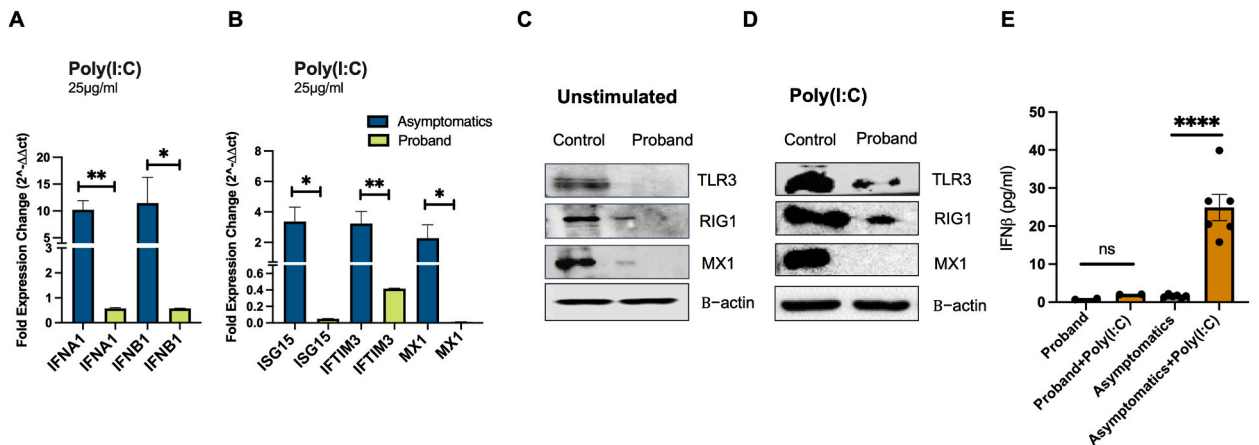 A
Poly(I:C)
25µg/ml
Fold Expression Change (2^-ΔΔct)
20
15
10
5
3
2
1
0
**
*
IFNA1
IFNA1
IFNB1
IFNB1
B
Poly(I:C)
25µg/ml
Asymptomatics
Proband
Fold Expression Change (2^-ΔΔct)
6
4
2
0.6
0.4
0.2
0.0
*
**
*
ISG15
ISG15
IFTIM3
IFTIM3
MX1
MX1
C
Unstimulated
Control Proband
TLR3
RIG1
MX1
B-actin
D
Poly(I:C)
Control Proband
TLR3
RIG1
MX1
B-actin
E
IFNβ (pg/ml)
50
40
30
20
10
0
ns
****
Proband
Proband+Poly(I:C)
Asymptomatics
Asymptomatics+Poly(I:C)